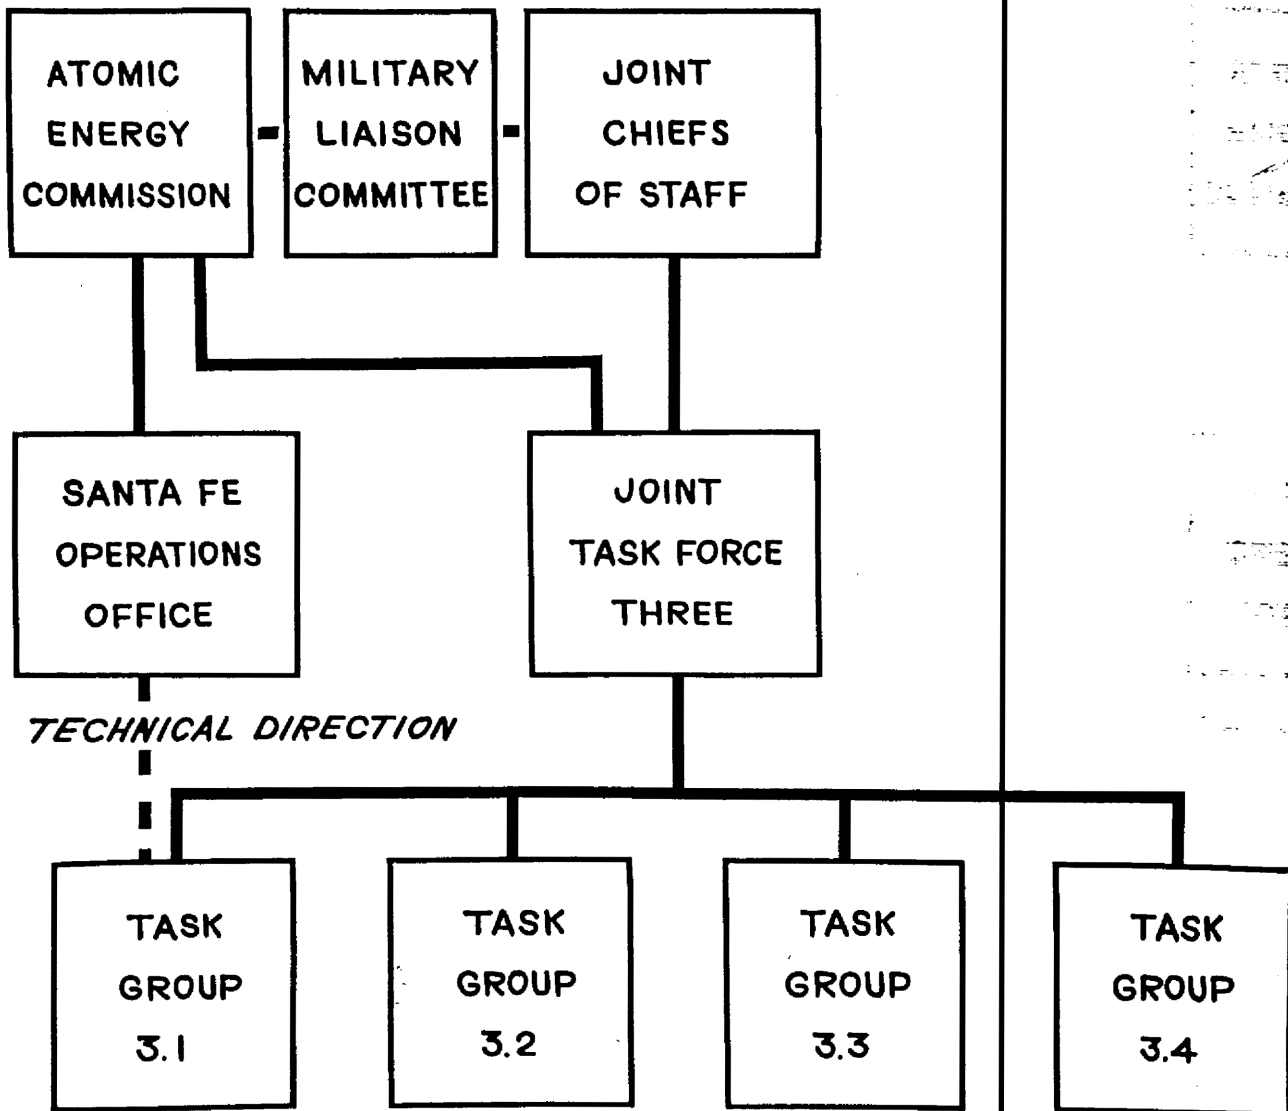 ATOMIC
ENERGY
COMMISSION
MILITARY
LIAISON
COMMITTEE
JOINT
CHIEFS
OF STAFF
SANTA FE
OPERATIONS
OFFICE
JOINT
TASK FORCE
THREE
TECHNICAL DIRECTION
TASK
GROUP
3.1
TASK
GROUP
3.2
TASK
GROUP
3.3
TASK
GROUP
3.4